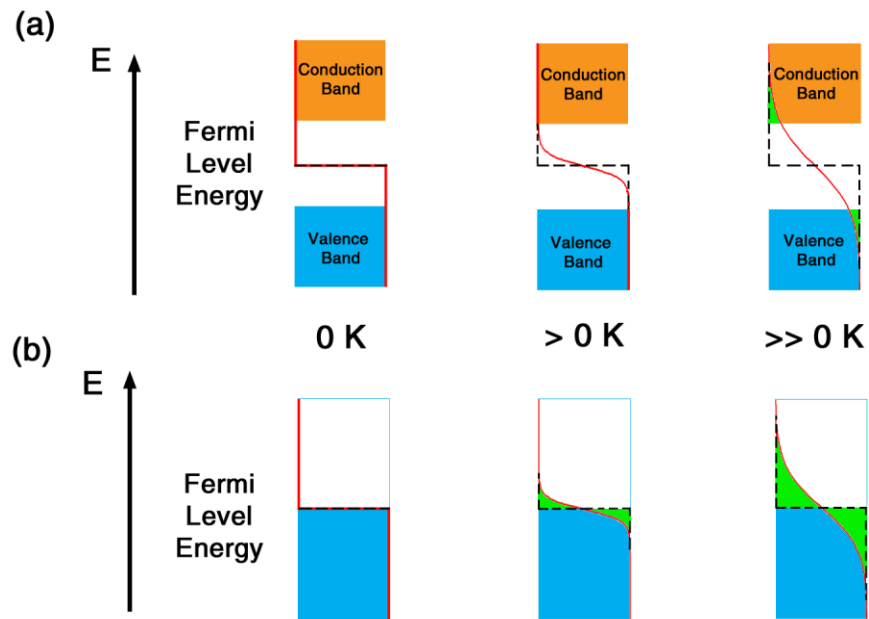 (a)
E
Fermi
Level
Energy
Conduction
Band
Valence
Band
Conduction
Band
Valence
Band
Conduction
Band
Valence
Band
0 K
> 0 K
>> 0 K
(b)
E
Fermi
Level
Energy